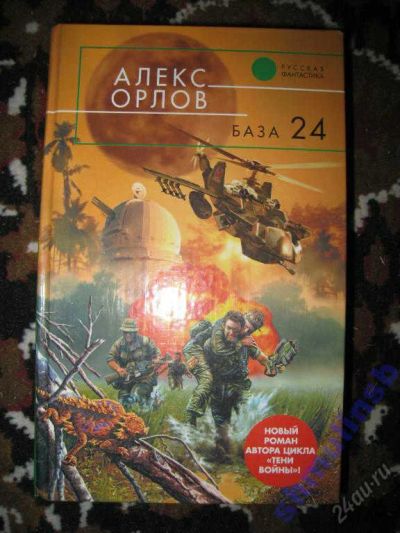 АЛЕКС
ОРЛОВ
РУССКАЯ
ФАНТАСТИКА
БАЗА 24
НОВЫЙ
РОМАН
АВТОРА ЦИКЛА
«ТЕНИ
ВОЙНЫ»!
24au.ru